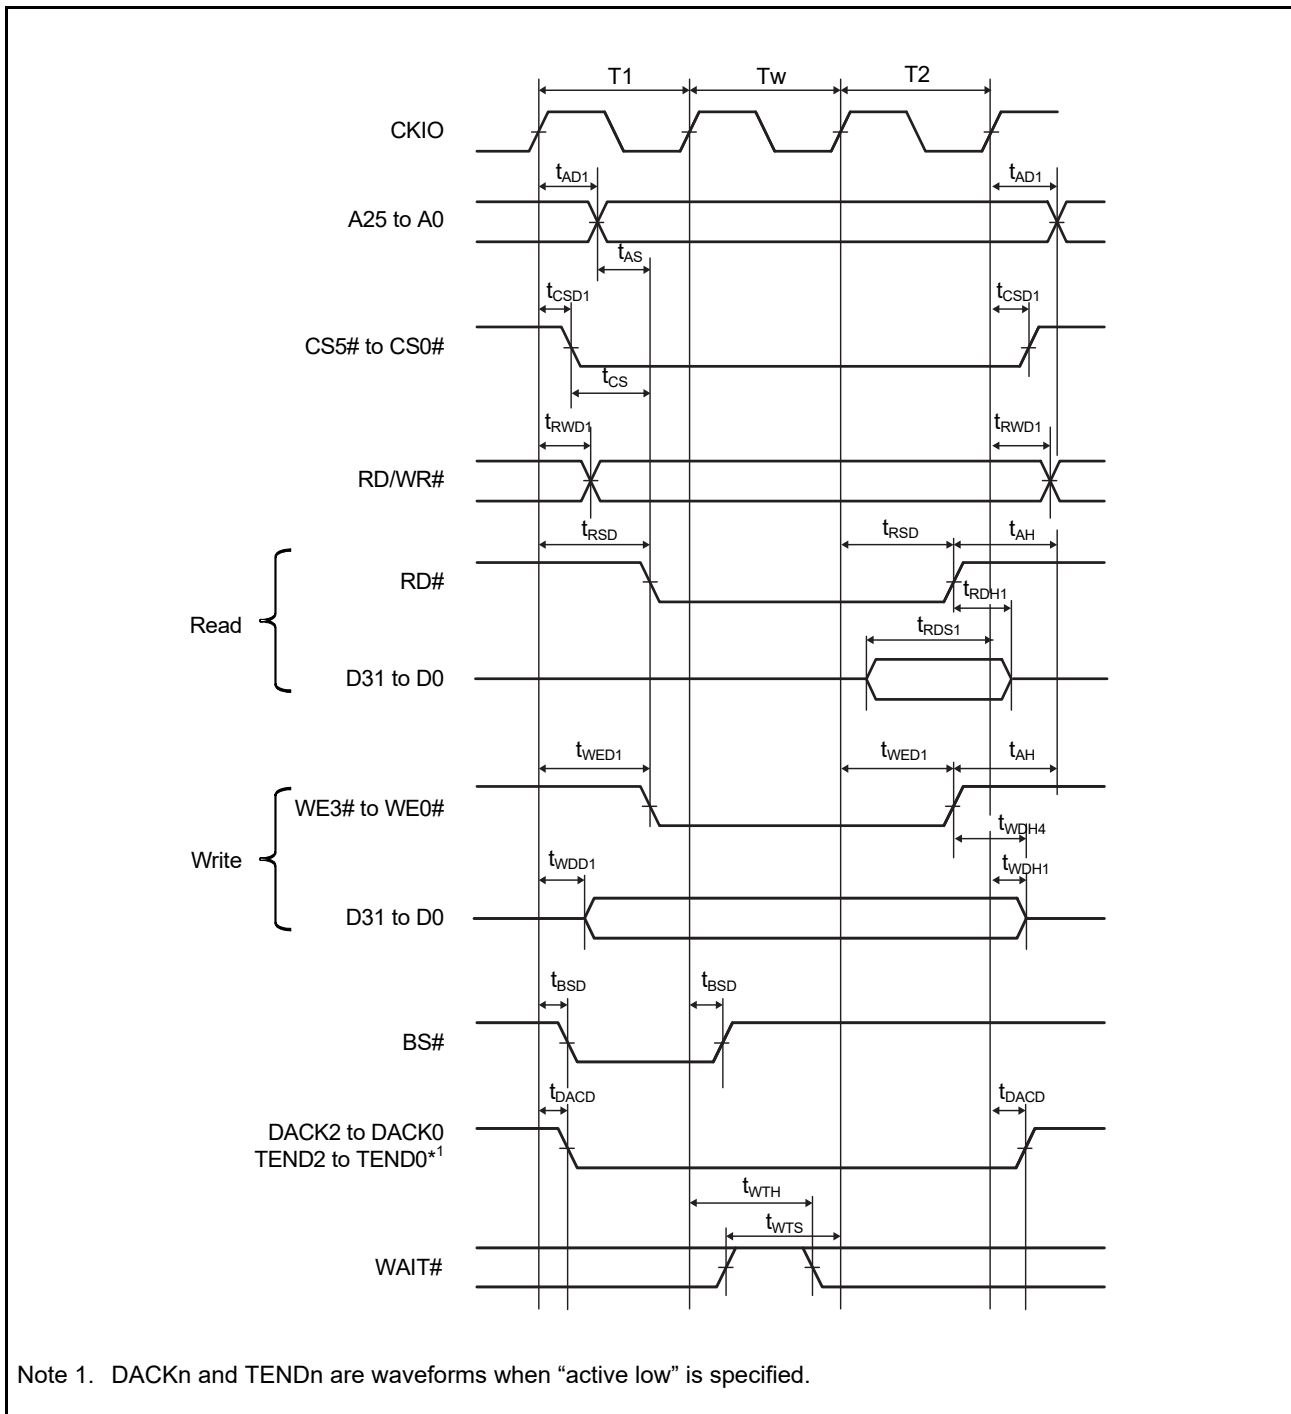 T1 Tw T2
CKIO
tAD1 tAD1
A25 to A0
tAS
tCSD1 tCSD1
CS5# to CS0#
tCS
tRWD1 tRWD1
RD/WR#
tRSD tRSD tAH
RD#
tRDH1
Read
tRDS1
D31 to D0
tWED1 tWED1 tAH
WE3# to WE0#
tWDH4
Write
tWDD1 tWDH1
D31 to D0
tBSD tBSD
BS#
tDACD tDACD
DACK2 to DACK0
TEND2 to TEND0*1
tWTH
tWTS
WAIT#
Note 1. DACKn and TENDn are waveforms when “active low” is specified.